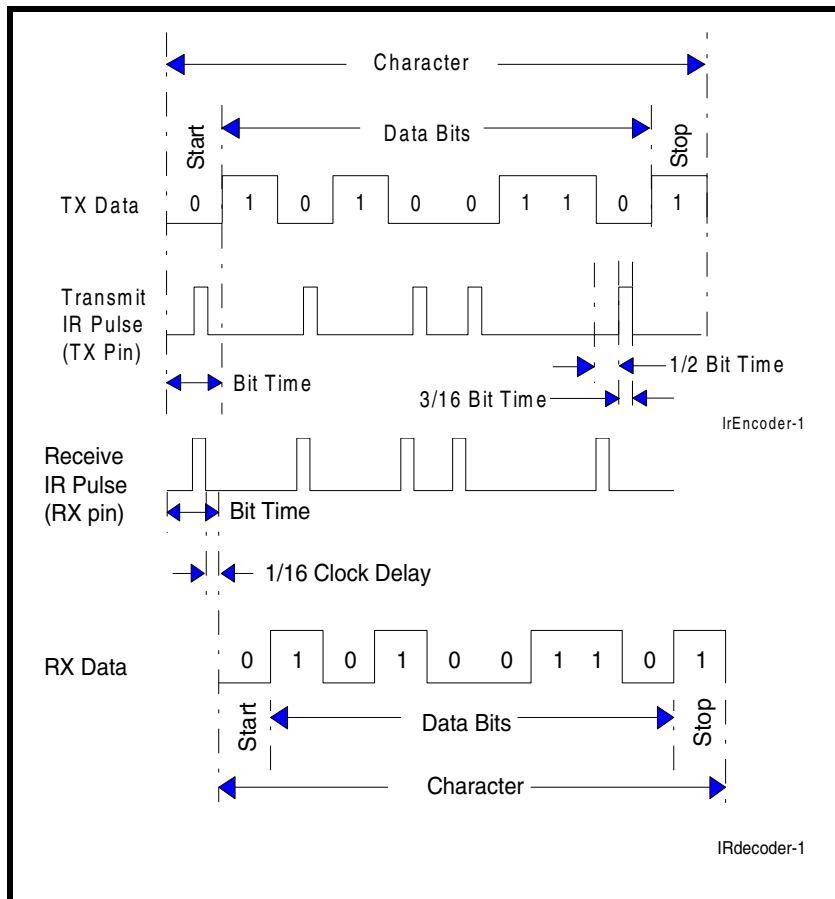 Character
Start
Data Bits
Stop
TX Data
0 1 0 1 0 0 1 1 0 1
Transmit
IR Pulse
(TX Pin)
Bit Time
1/2 Bit Time
3/16 Bit Time
IrEncoder-1
Receive
IR Pulse
(RX pin)
Bit Time
1/16 Clock Delay
RX Data
0 1 0 1 0 0 1 1 0 1
Start
Data Bits
Stop
Character
IRdecoder-1